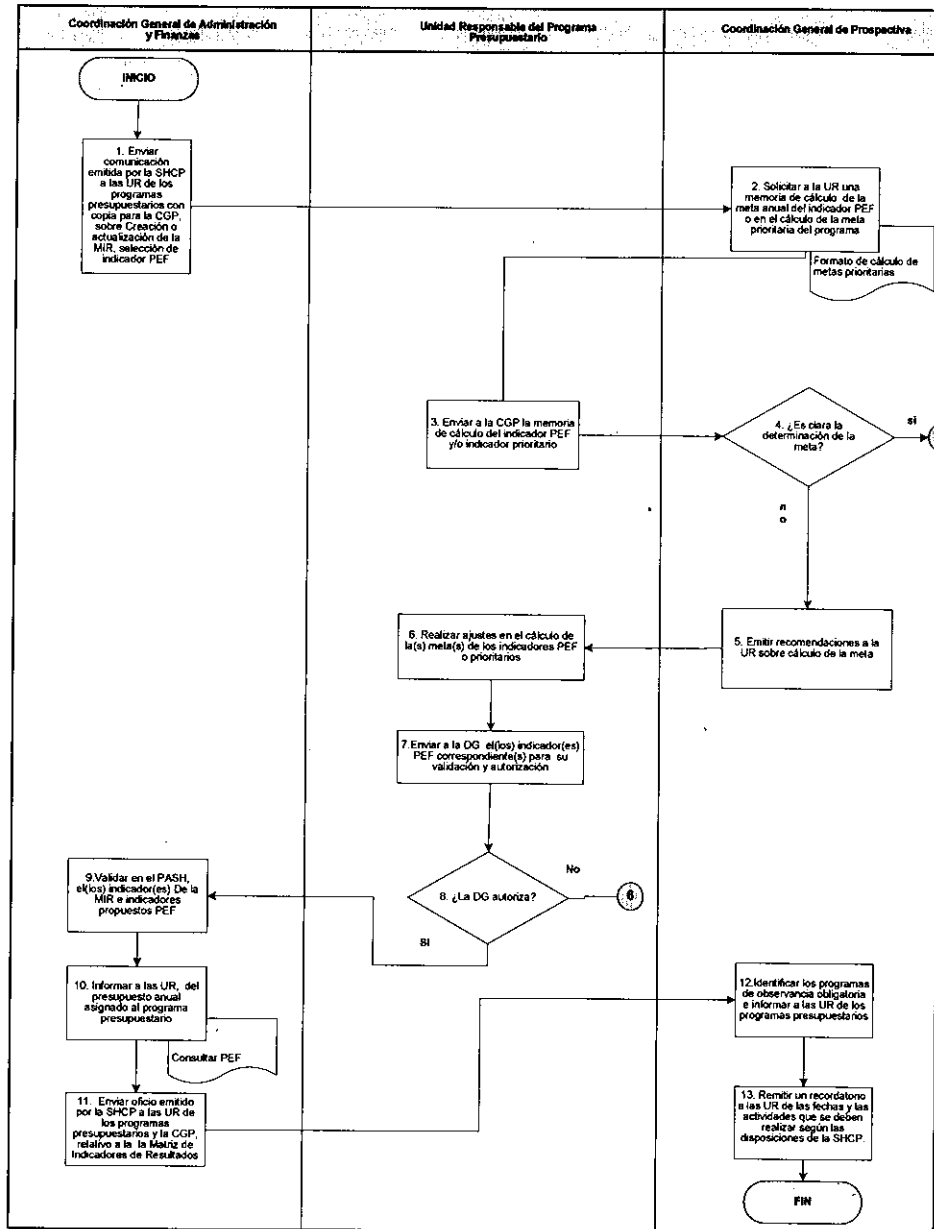 Coordinación General de Administración
y Finanzas
Unidad Responsable del Programa
Presupuestario
Coordinación General de Prospectiva
INICIO
1. Enviar
comunicación
emitida por la SHCP
a las UR de los
programas
presupuestarios con
copia para la CGP,
sobre Creación o
actualización de la
MIR, selección de
indicador PEF
2. Solicitar a la UR una
memoria de cálculo de la
meta anual del indicador PEF
o en el cálculo de la meta
prioritaria del programa
Formato de cálculo de
metas prioritarias
3. Enviar a la CGP la memoria
de cálculo del indicador PEF
y/o indicador prioritario
4. ¿Es clara la
determinación de la
meta?
si
n
o
5. Emitir recomendaciones a la
UR sobre cálculo de la meta
6. Realizar ajustes en el cálculo de
la(s) meta(s) de los indicadores PEF
o prioritarios
7.Enviar a la DG el(los) indicador(es)
PEF correspondiente(s) para su
validación y autorización
8. ¿La DG autoriza?
No
6
SI
9.Validar en el PASH,
el(los) indicador(es) De la
MIR e indicadores
propuestos PEF
10. Informar a las UR, del
presupuesto anual
asignado al programa
presupuestario
Consultar PEF
11. Enviar oficio emitido
por la SHCP a las UR de
los programas
presupuestarios y la CGP,
relativo a la la Matriz de
Indicadores de Resultados
12.Identificar los programas
de observancia obligatoria
e informar a las UR de los
programas presupuestarios
13. Remitir un recordatorio
a las UR de las fechas y las
actividades que se deben
realizar según las
disposiciones de la SHCP.
FIN